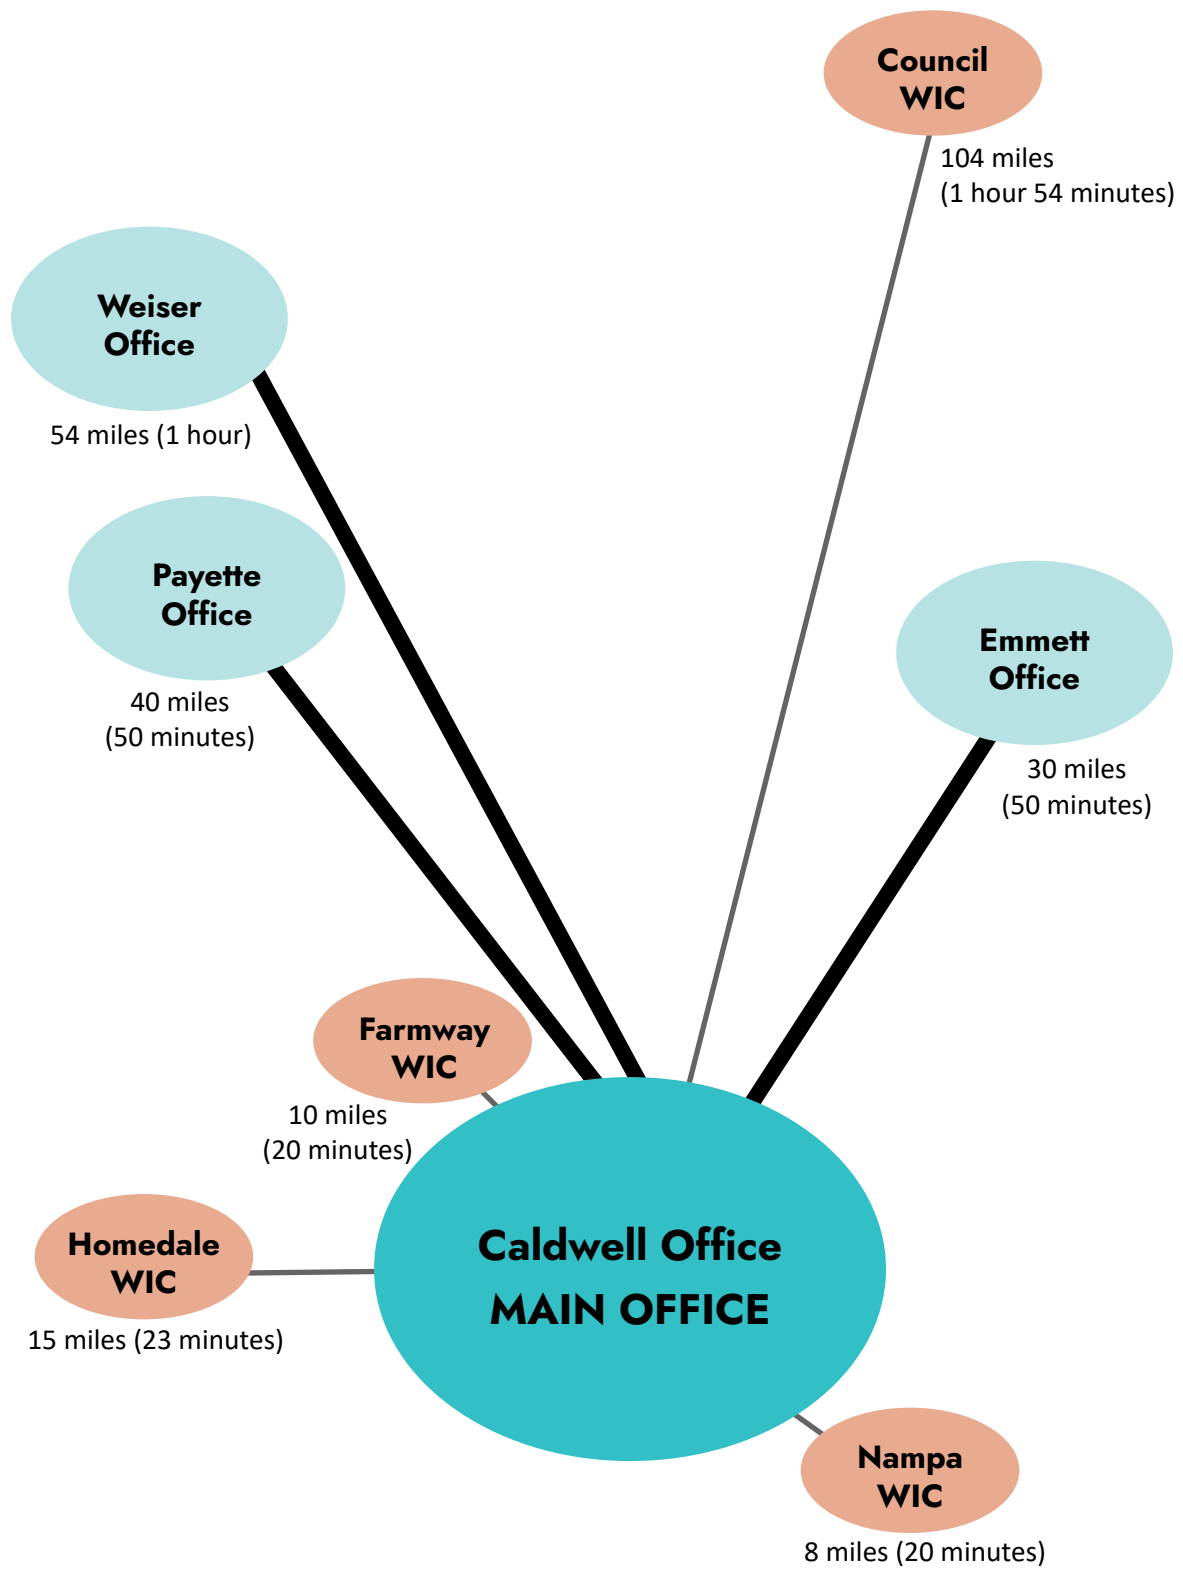 Council
WIC
104 miles
(1 hour 54 minutes)
Weiser
Office
54 miles (1 hour)
Payette
Office
40 miles
(50 minutes)
Emmett
Office
30 miles
(50 minutes)
Farmway
WIC
10 miles
(20 minutes)
Homedale
WIC
15 miles (23 minutes)
Caldwell Office
MAIN OFFICE
Nampa
WIC
8 miles (20 minutes)